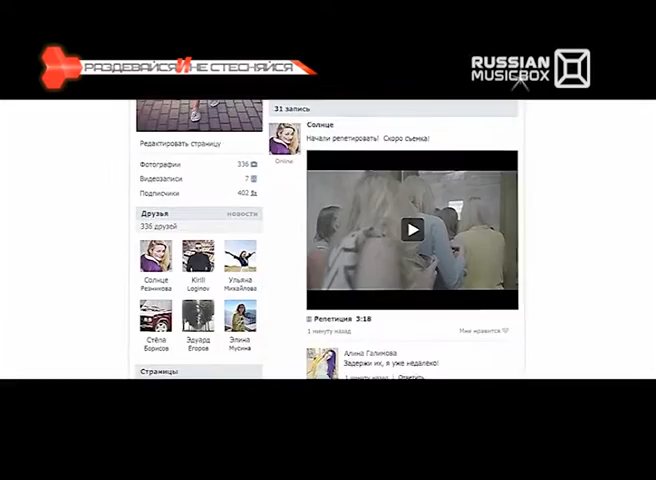 РАЗДЕВАЙСЯ И НЕ СТЕСНЯЙСЯ
RUSSIAN
MUSICBOX
Редактировать страницу
Фотографии 336
Видеозаписи 7
Подписчики 402
Друзья новости
336 друзей
Солнце
Резникова
Kirill
Loginov
Ульяна
Михайлова
Стёпа
Борисов
Эдуард
Егоров
Элина
Мусина
Страницы
31 запись
Солнце
Начали репетировать! Скоро съемка!
Online
Репетиция 3:18
1 минуту назад
Мне нравится
Алина Галимова
Задержи их, я уже недалеко!
1 минуту назад | Ответить